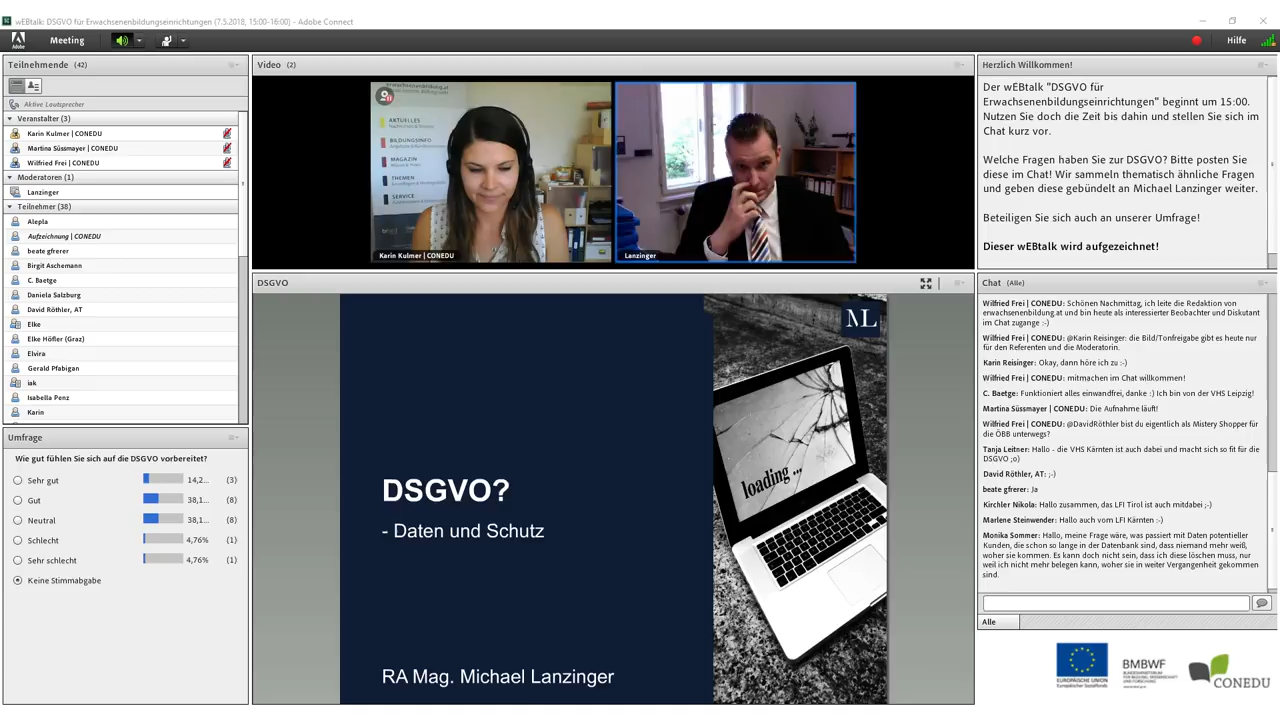 wEBtalk: DSGVO für Erwachsenenbildungseinrichtungen (7.5.2018, 15:00-16:00) - Adobe Connect
Adobe
Meeting
Hilfe
Teilnehmende (42)
Aktive Lautsprecher
Veranstalter (3)
Karin Kulmer | CONEDU
Martina Süssmayer | CONEDU
Wilfried Frei | CONEDU
Moderatoren (1)
Lanzinger
Teilnehmer (38)
Alepla
Aufzeichnung | CONEDU
beate gfrerer
Birgit Aschemann
C. Baetge
Daniela Salzburg
David Röthler, AT
Elke
Elke Höfler (Graz)
Elvira
Gerald Pfabigan
iak
Isabella Penz
Karin
Umfrage
Wie gut fühlen Sie sich auf die DSGVO vorbereitet?
Sehr gut 14,2... (3)
Gut 38,1... (8)
Neutral 38,1... (8)
Schlecht 4,76% (1)
Sehr schlecht 4,76% (1)
Keine Stimmabgabe
Video (2)
AKTUELLES
BILDUNGSINFO
MAGAZIN
THEMEN
SERVICE
Karin Kulmer | CONEDU
Lanzinger
DSGVO
ML
loading ...
DSGVO?
- Daten und Schutz
RA Mag. Michael Lanzinger
Herzlich Willkommen!
Der wEBtalk "DSGVO für
Erwachsenenbildungseinrichtungen" beginnt um 15:00.
Nutzen Sie doch die Zeit bis dahin und stellen Sie sich im
Chat kurz vor.
Welche Fragen haben Sie zur DSGVO? Bitte posten Sie
diese im Chat! Wir sammeln thematisch ähnliche Fragen
und geben diese gebündelt an Michael Lanzinger weiter.
Beteiligen Sie sich auch an unserer Umfrage!
Dieser wEBtalk wird aufgezeichnet!
Chat (Alle)
Wilfried Frei | CONEDU: Schönen Nachmittag, ich leite die Redaktion von
erwachsenenbildung.at und bin heute als interessierter Beobachter und Diskutant
im Chat zugange :-)
Wilfried Frei | CONEDU: @Karin Reisinger: die Bild/Tonfreigabe gibt es heute nur
für den Referenten und die Moderatorin.
Karin Reisinger: Okay, dann höre ich zu :-)
Wilfried Frei | CONEDU: mitmachen im Chat willkommen!
C. Baetge: Funktioniert alles einwandfrei, danke :) Ich bin von der VHS Leipzig!
Martina Süssmayer | CONEDU: Die Aufnahme läuft!
Wilfried Frei | CONEDU: @DavidRöthler bist du eigentlich als Mistery Shopper für
die ÖBB unterwegs?
Tanja Leitner: Hallo - die VHS Kärnten ist auch dabei und macht sich so fit für die
DSGVO ;o)
David Röthler, AT: ;-)
beate gfrerer: Ja
Kirchler Nikola: Hallo zusammen, das LFI Tirol ist auch mitdabei ;-)
Marlene Steinwender: Hallo auch vom LFI Kärnten :-)
Monika Sommer: Hallo, meine Frage wäre, was passiert mit Daten potentieller
Kunden, die schon so lange in der Datenbank sind, dass niemand mehr weiß,
woher sie kommen. Es kann doch nicht sein, dass ich diese löschen muss, nur
weil ich nicht mehr belegen kann, woher sie in weiter Vergangenheit gekommen
sind.
Alle
EUROPÄISCHE UNION
Europäischer Sozialfonds
BMBWF
CONEDU